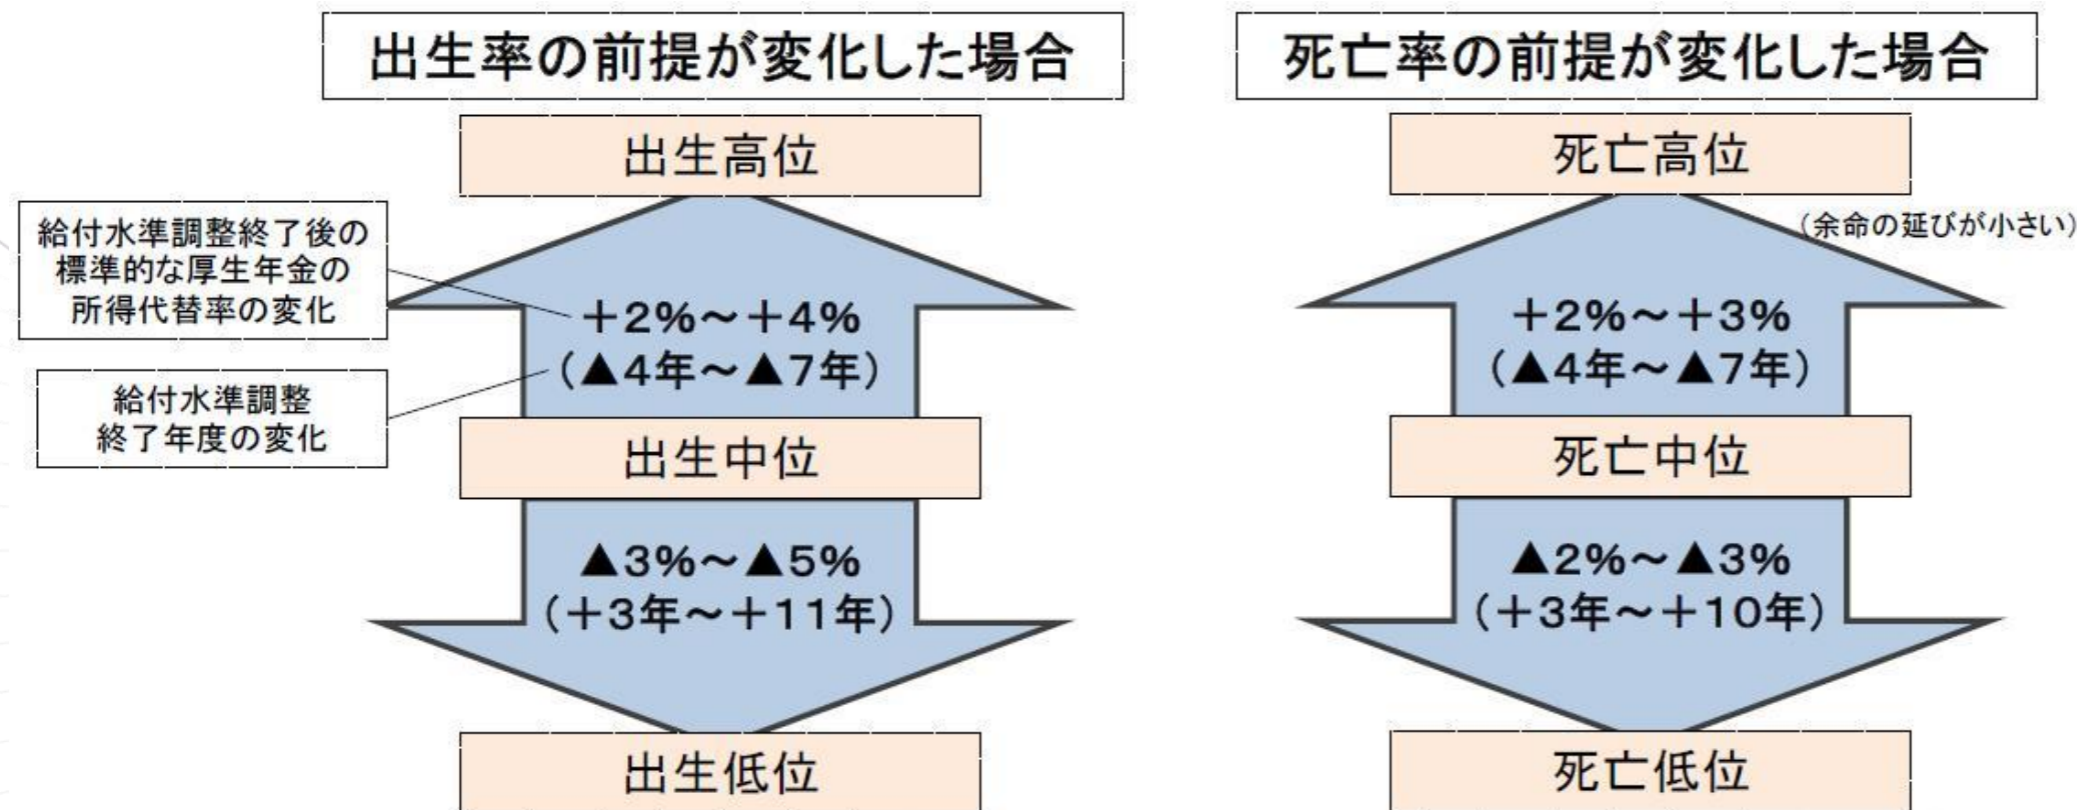 出生率の前提が変化した場合
出生高位
給付水準調整終了後の
標準的な厚生年金の
所得代替率の変化
+2%～+4%
(▲4年～▲7年)
給付水準調整
終了年度の変化
出生中位
▲3%～▲5%
(+3年～+11年)
出生低位
死亡率の前提が変化した場合
死亡高位
(余命の延びが小さい)
+2%～+3%
(▲4年～▲7年)
死亡中位
▲2%～▲3%
(+3年～+10年)
死亡低位